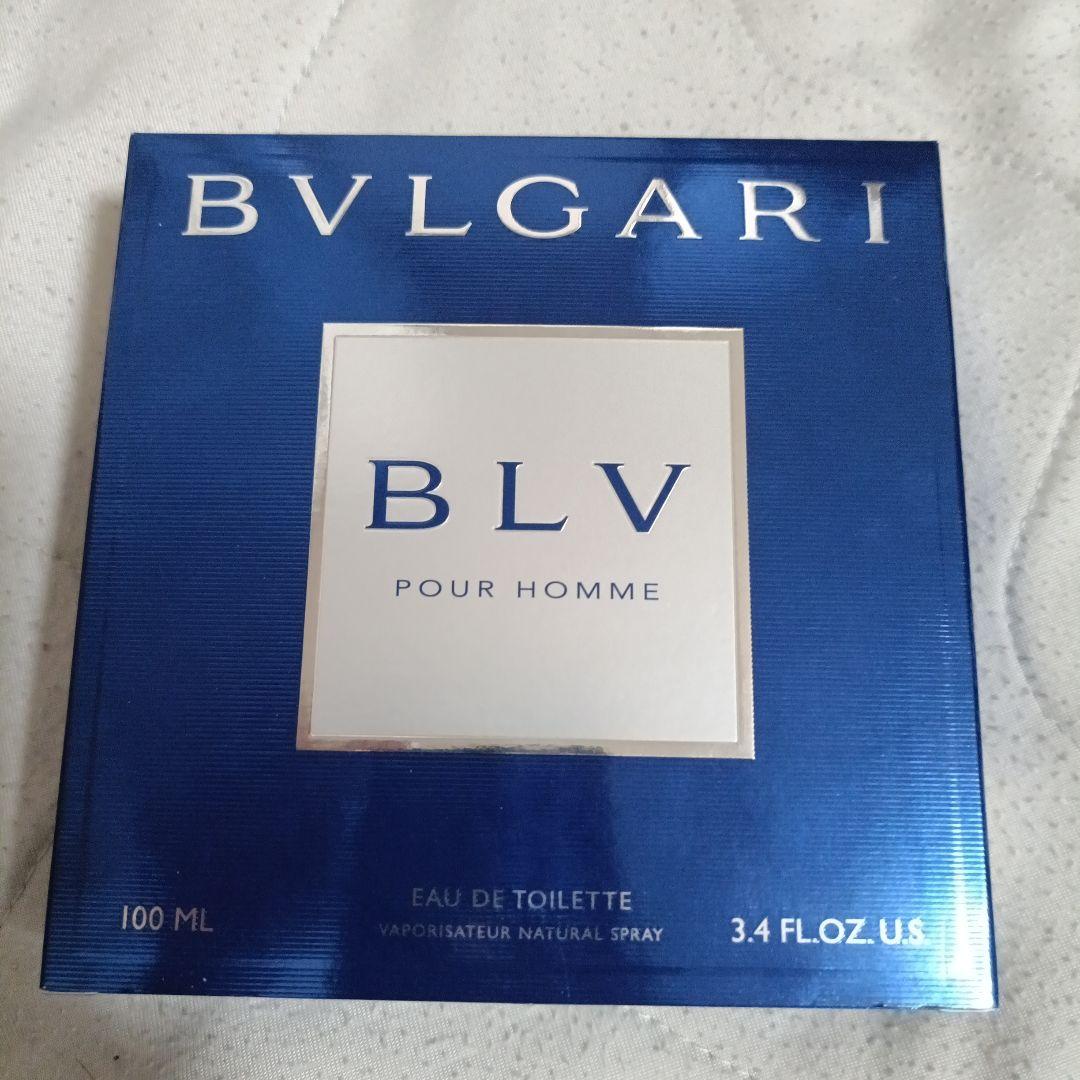 BVLGARI
BLV
POUR HOMME
EAU DE TOILETTE
VAPORISATEUR NATURAL SPRAY
100 ML
3.4 FL.OZ. U.S.